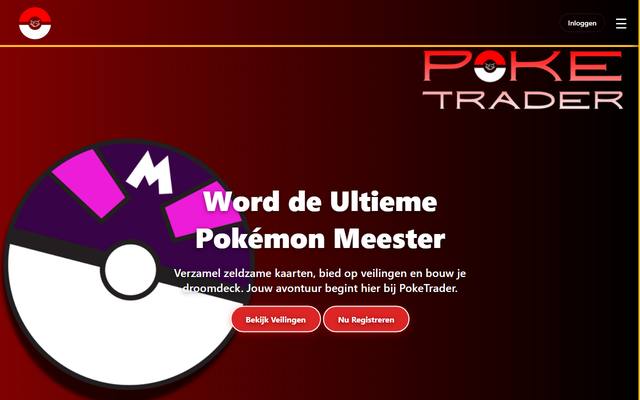 Inloggen
POKE
TRADER
M
Word de Ultieme
Pokémon Meester
Verzamel zeldzame kaarten, bied op veilingen en bouw je
droomdeck. Jouw avontuur begint hier bij PokeTrader.
Bekijk Veilingen
Nu Registreren